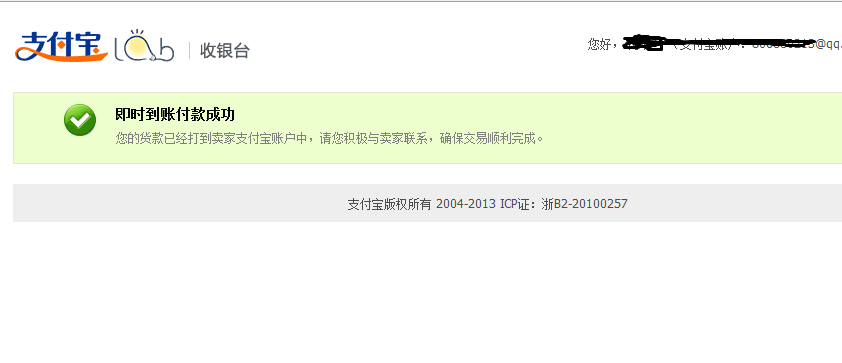 支付宝 Lab 收银台
您好， （支付宝账户： @qq.
即时到账付款成功
您的货款已经打到卖家支付宝账户中，请您积极与卖家联系，确保交易顺利完成。
支付宝版权所有 2004-2013 ICP证：浙B2-20100257